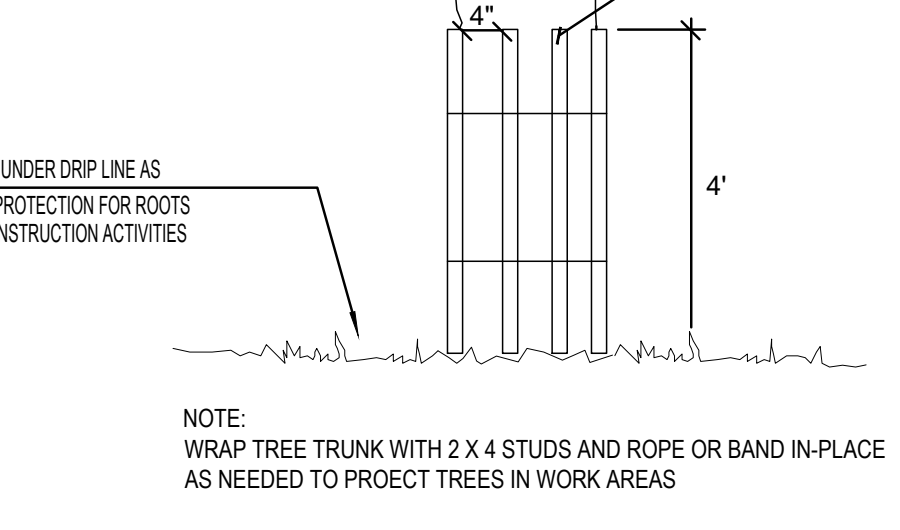 4"
4'
UNDER DRIP LINE AS
PROTECTION FOR ROOTS
NSTRUCTION ACTIVITIES
NOTE:
WRAP TREE TRUNK WITH 2 X 4 STUDS AND ROPE OR BAND IN-PLACE
AS NEEDED TO PROECT TREES IN WORK AREAS